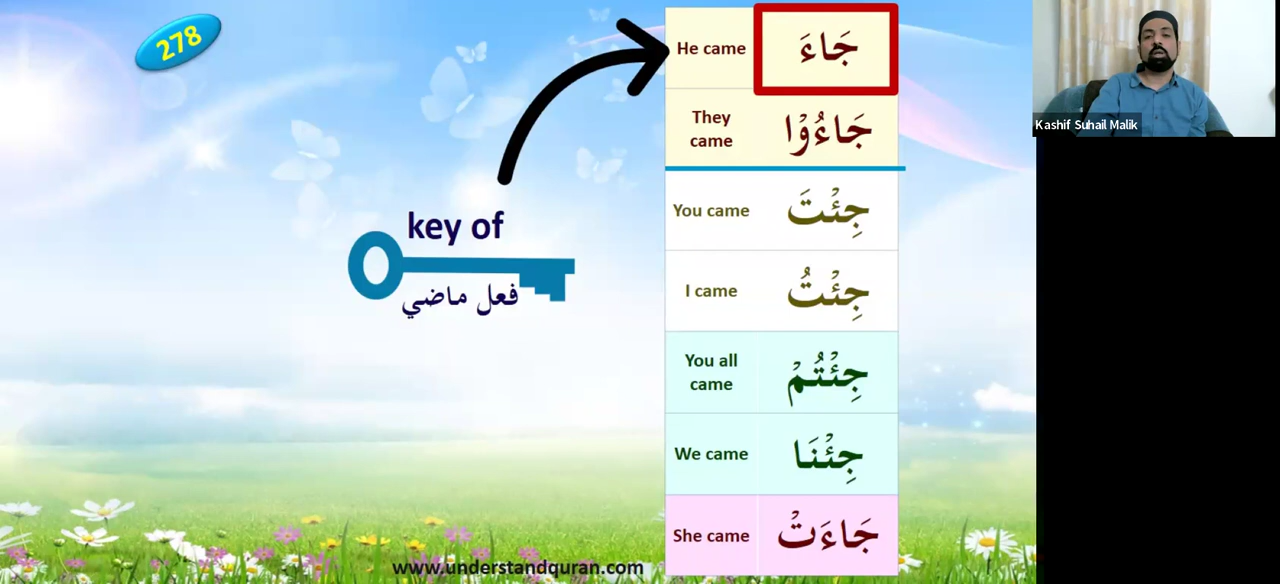 278
He came جَاءَ
They came جَاءُوْا
key of
فعل ماضي
You came جِئْتَ
I came جِئْتُ
You all came جِئْتُمْ
We came جِئْنَا
She came جَاءَتْ
www.understandquran.com
Kashif Suhail Malik